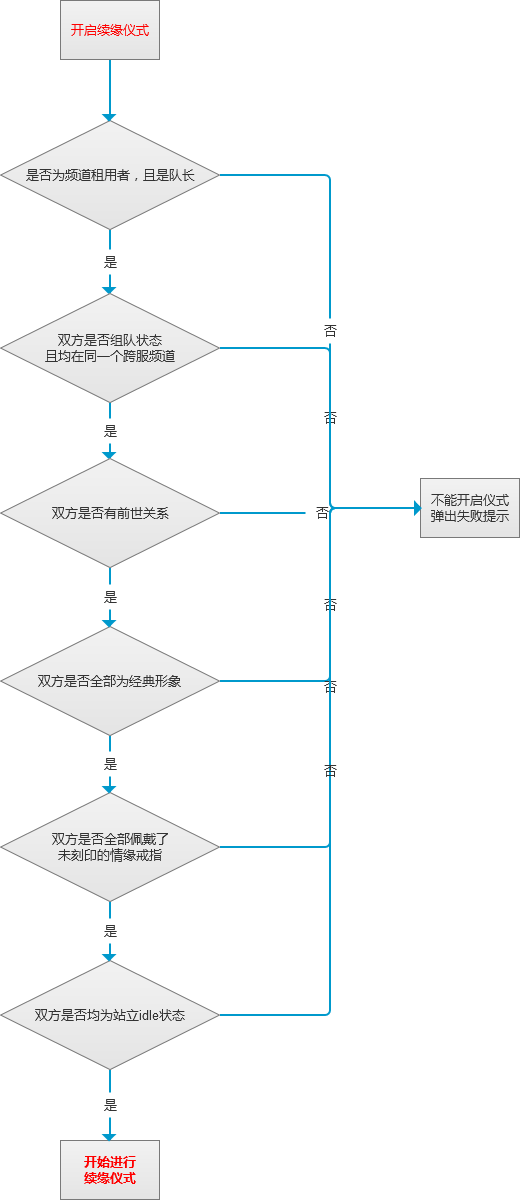 开启续缘仪式
是否为频道租用者，且是队长
是
否
双方是否组队状态
且均在同一个跨服频道
否
是
双方是否有前世关系
否
不能开启仪式
弹出失败提示
是
否
双方是否全部为经典形象
否
是
否
双方是否全部佩戴了
未刻印的情缘戒指
是
双方是否均为站立idle状态
是
开始进行
续缘仪式